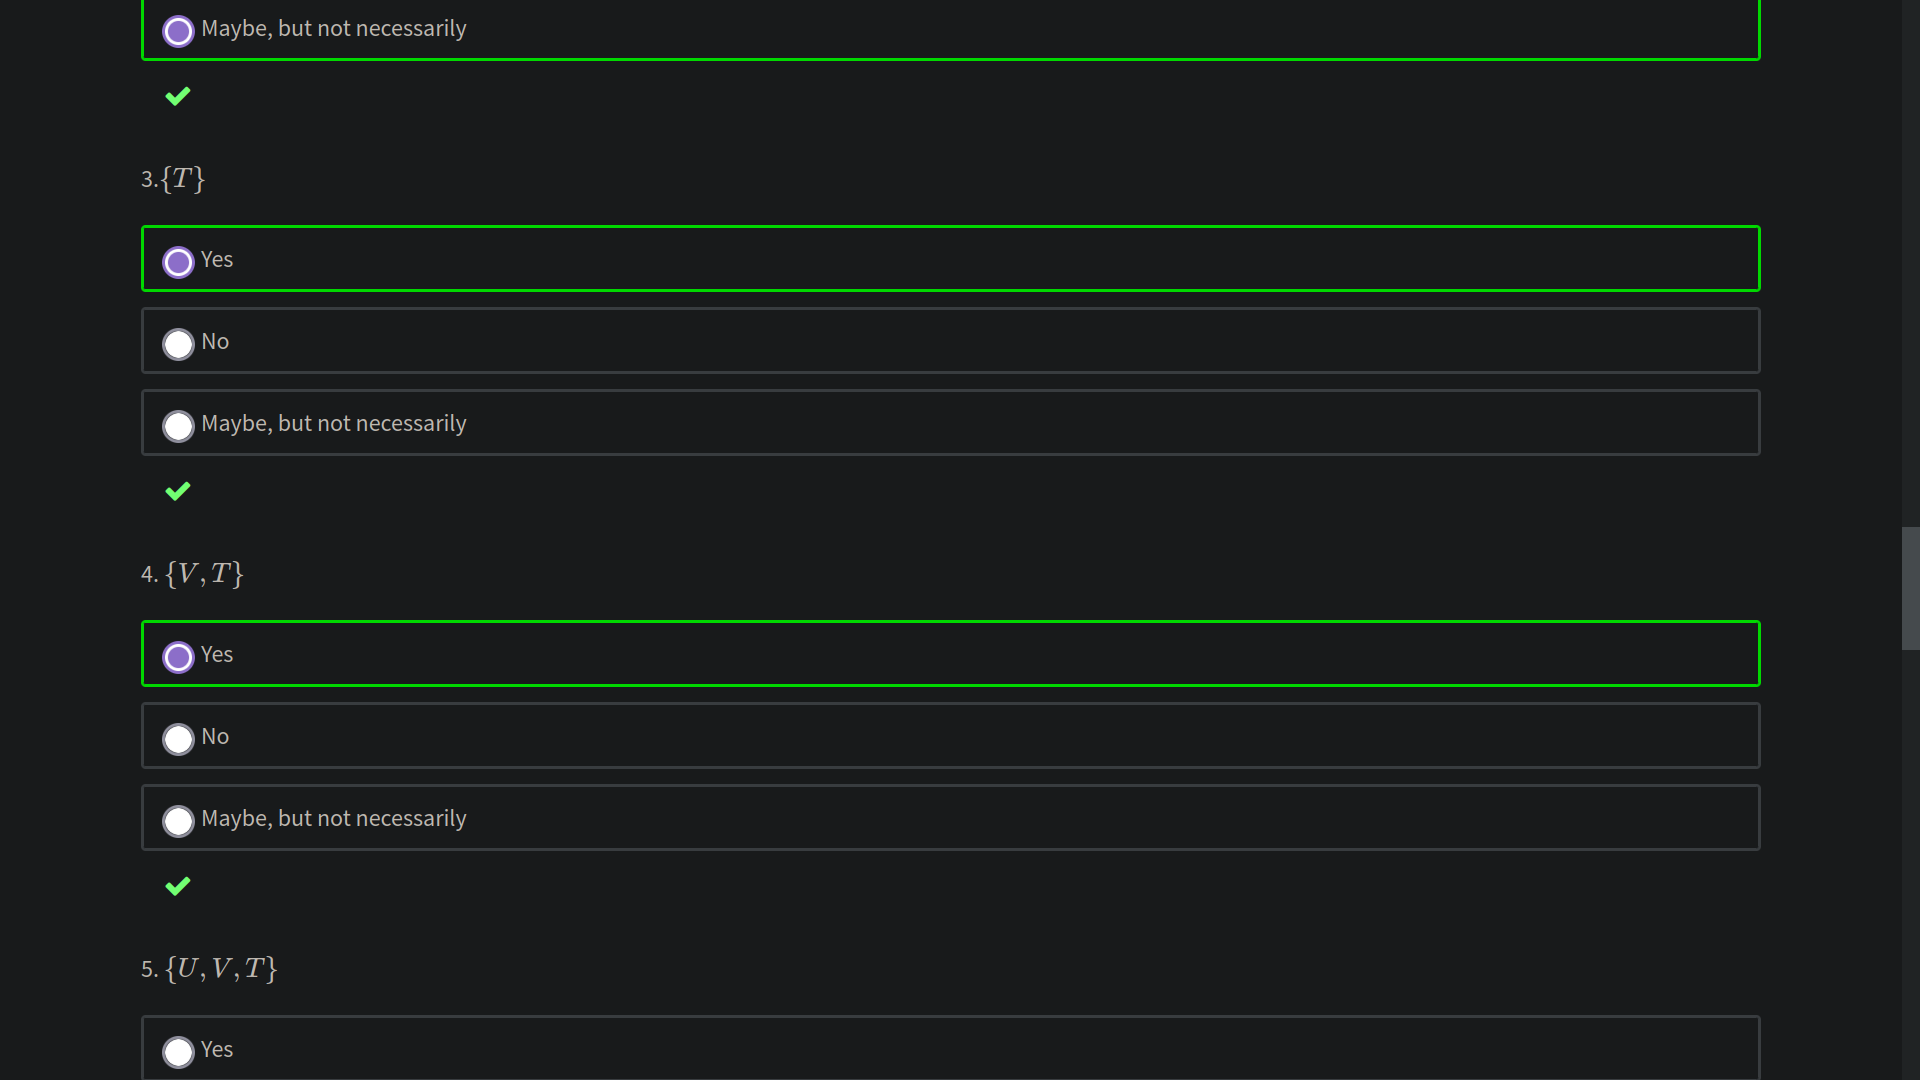 Maybe, but not necessarily
3.{T}
Yes
No
Maybe, but not necessarily
4. {V, T}
Yes
No
Maybe, but not necessarily
5. {U, V, T}
Yes